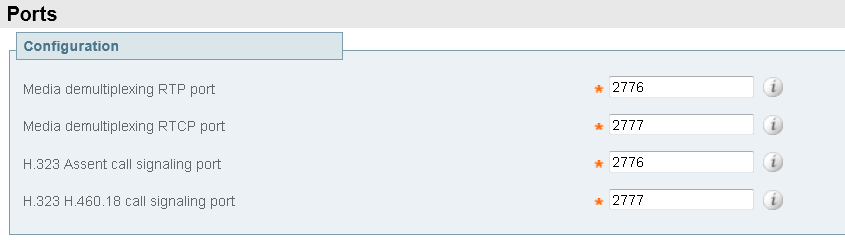 Ports
Configuration
Media demultiplexing RTP port * 2776 i
Media demultiplexing RTCP port * 2777 i
H.323 Assent call signaling port * 2776 i
H.323 H.460.18 call signaling port * 2777 i